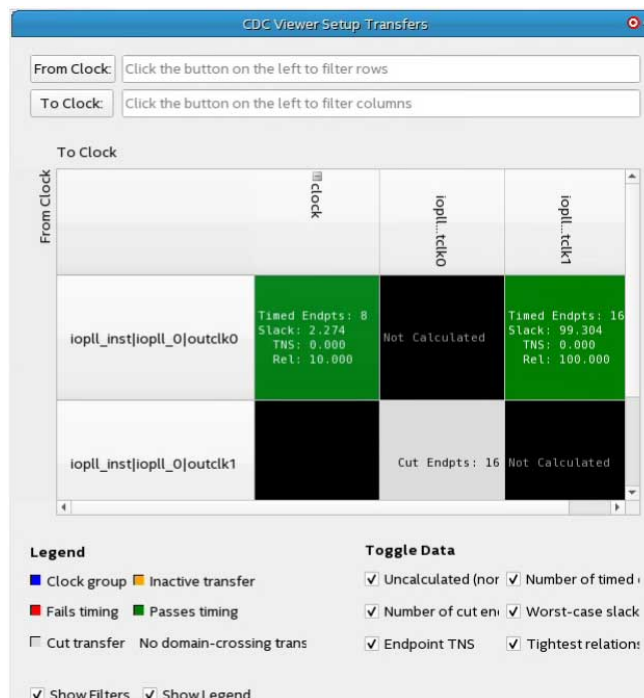 CDC Viewer Setup Transfers
From Clock: Click the button on the left to filter rows
To Clock: Click the button on the left to filter columns
To Clock
From Clock
clock
iopll...tclk0
iopll...tclk1
iopll_inst|iopll_0|outclk0
Timed Endpts: 8
Slack: 2.274
TNS: 0.000
Rel: 10.000
Not Calculated
Timed Endpts: 16
Slack: 99.304
TNS: 0.000
Rel: 100.000
iopll_inst|iopll_0|outclk1
Cut Endpts: 16
Not Calculated
Legend
Clock group Inactive transfer
Fails timing Passes timing
Cut transfer No domain-crossing trans
Toggle Data
Uncalculated (nor Number of timed
Number of cut en Worst-case slack
Endpoint TNS Tightest relations
Show Filters Show Legend